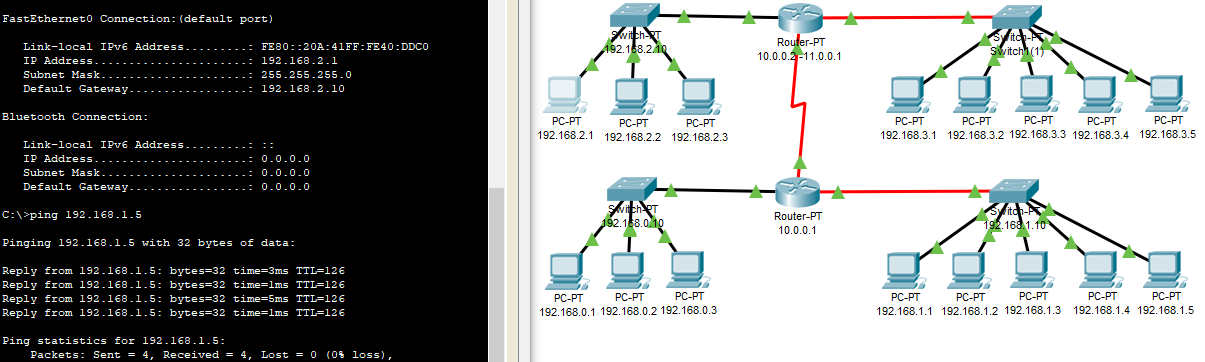 FastEthernet0 Connection:(default port)
Link-local IPv6 Address.........: FE80::20A:41FF:FE40:DDC0
IP Address......................: 192.168.2.1
Subnet Mask.....................: 255.255.255.0
Default Gateway.................: 192.168.2.10
Bluetooth Connection:
Link-local IPv6 Address.........: ::
IP Address......................: 0.0.0.0
Subnet Mask.....................: 0.0.0.0
Default Gateway.................: 0.0.0.0
C:\>ping 192.168.1.5
Pinging 192.168.1.5 with 32 bytes of data:
Reply from 192.168.1.5: bytes=32 time=3ms TTL=126
Reply from 192.168.1.5: bytes=32 time=1ms TTL=126
Reply from 192.168.1.5: bytes=32 time=5ms TTL=126
Reply from 192.168.1.5: bytes=32 time=1ms TTL=126
Ping statistics for 192.168.1.5:
Packets: Sent = 4, Received = 4, Lost = 0 (0% loss),
Switch-PT
192.168.2.10
Router-PT
10.0.0.2 -11.0.0.1
Switch-PT
Switch1(1)
PC-PT
192.168.2.1
PC-PT
192.168.2.2
PC-PT
192.168.2.3
PC-PT
192.168.3.1
PC-PT
192.168.3.2
PC-PT
192.168.3.3
PC-PT
192.168.3.4
PC-PT
192.168.3.5
Switch-PT
192.168.0.10
Router-PT
10.0.0.1
Switch-PT
192.168.1.10
PC-PT
192.168.0.1
PC-PT
192.168.0.2
PC-PT
192.168.0.3
PC-PT
192.168.1.1
PC-PT
192.168.1.2
PC-PT
192.168.1.3
PC-PT
192.168.1.4
PC-PT
192.168.1.5